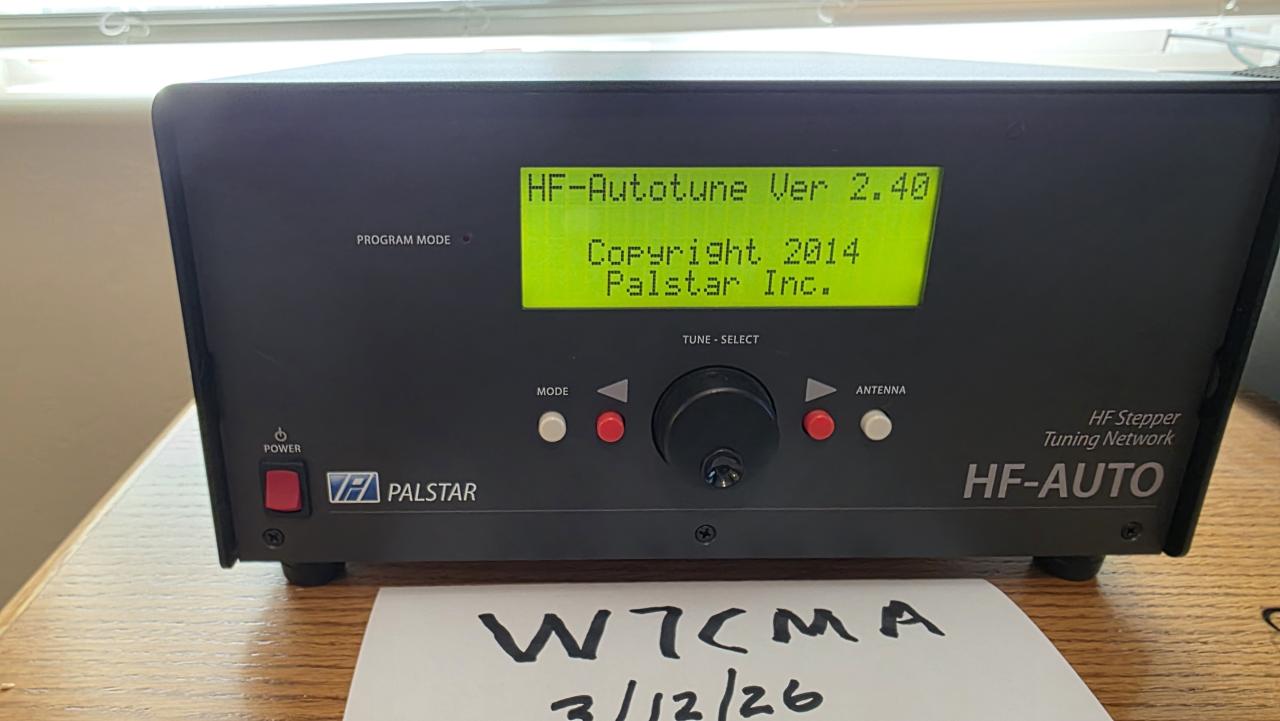 HF-Autotune Ver 2.40
Copyright 2014
Palstar Inc.
PROGRAM MODE
TUNE - SELECT
MODE
ANTENNA
POWER
PALSTAR
HF Stepper
Tuning Network
HF-AUTO
W7CMA
3/12/26